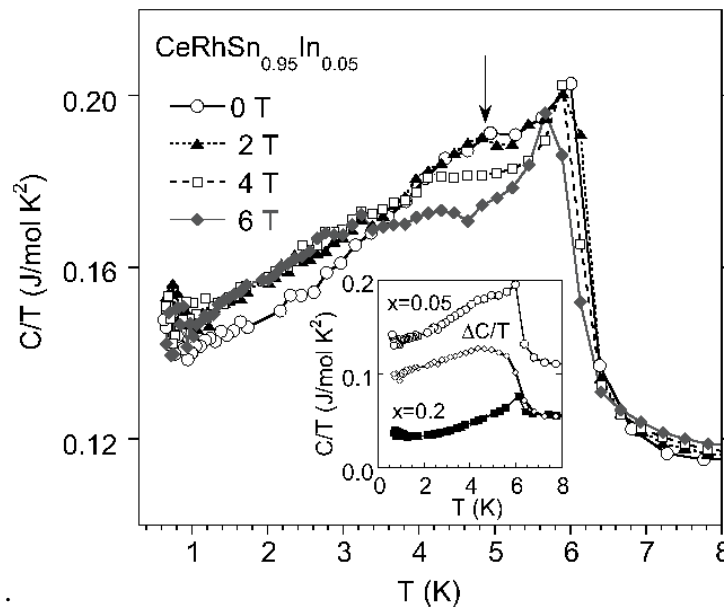 CeRhSn0.95In0.05
0 T
2 T
4 T
6 T
0.20
0.16
0.12
C/T (J/mol K2)
1 2 3 4 5 6 7 8
T (K)
0.2
0.1
0.0
C/T (J/mol K2)
x=0.05
ΔC/T
x=0.2
0 2 4 6 8
T (K)
.